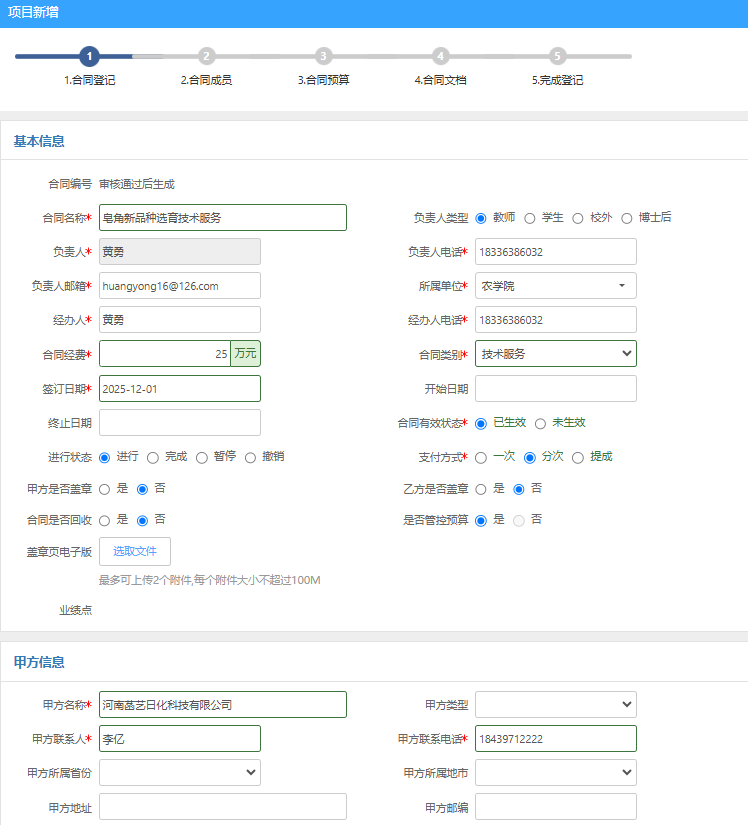 项目新增
1 2 3 4 5
1.合同登记 2.合同成员 3.合同预算 4.合同文档 5.完成登记
基本信息
合同编号 审核通过后生成
合同名称* 皂角新品种选育技术服务 负责人类型 教师 学生 校外 博士后
负责人* 黄勇 负责人电话* 18336386032
负责人邮箱* huangyong16@126.com 所属单位* 农学院
经办人* 黄勇 经办人电话* 18336386032
合同经费* 25 万元 合同类别* 技术服务
签订日期* 2025-12-01 开始日期
终止日期 合同有效状态* 已生效 未生效
进行状态 进行 完成 暂停 撤销 支付方式* 一次 分次 提成
甲方是否盖章 是 否 乙方是否盖章 是 否
合同是否回收 是 否 是否管控预算 是 否
盖章页电子版 选取文件
最多可上传2个附件,每个附件大小不超过100M
业绩点
甲方信息
甲方名称* 河南菡艺日化科技有限公司 甲方类型
甲方联系人* 李亿 甲方联系电话* 18439712222
甲方所属省份 甲方所属地市
甲方地址 甲方邮编